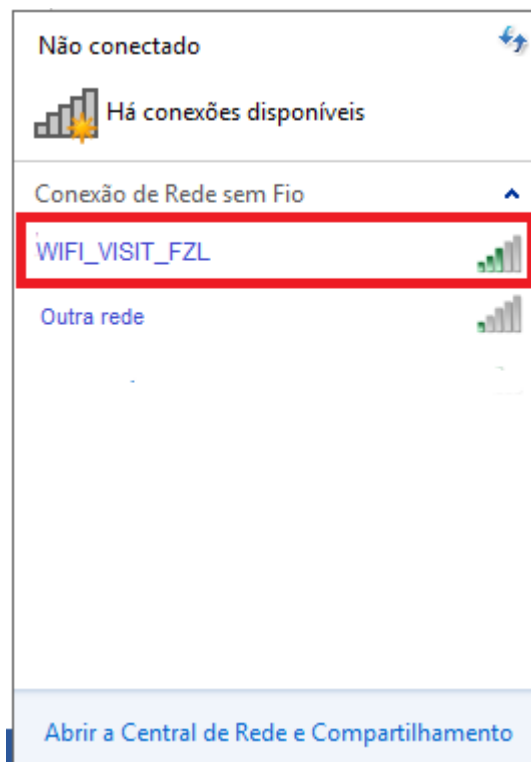 Não conectado
Há conexões disponíveis
Conexão de Rede sem Fio
WIFI_VISIT_FZL
Outra rede
Abrir a Central de Rede e Compartilhamento